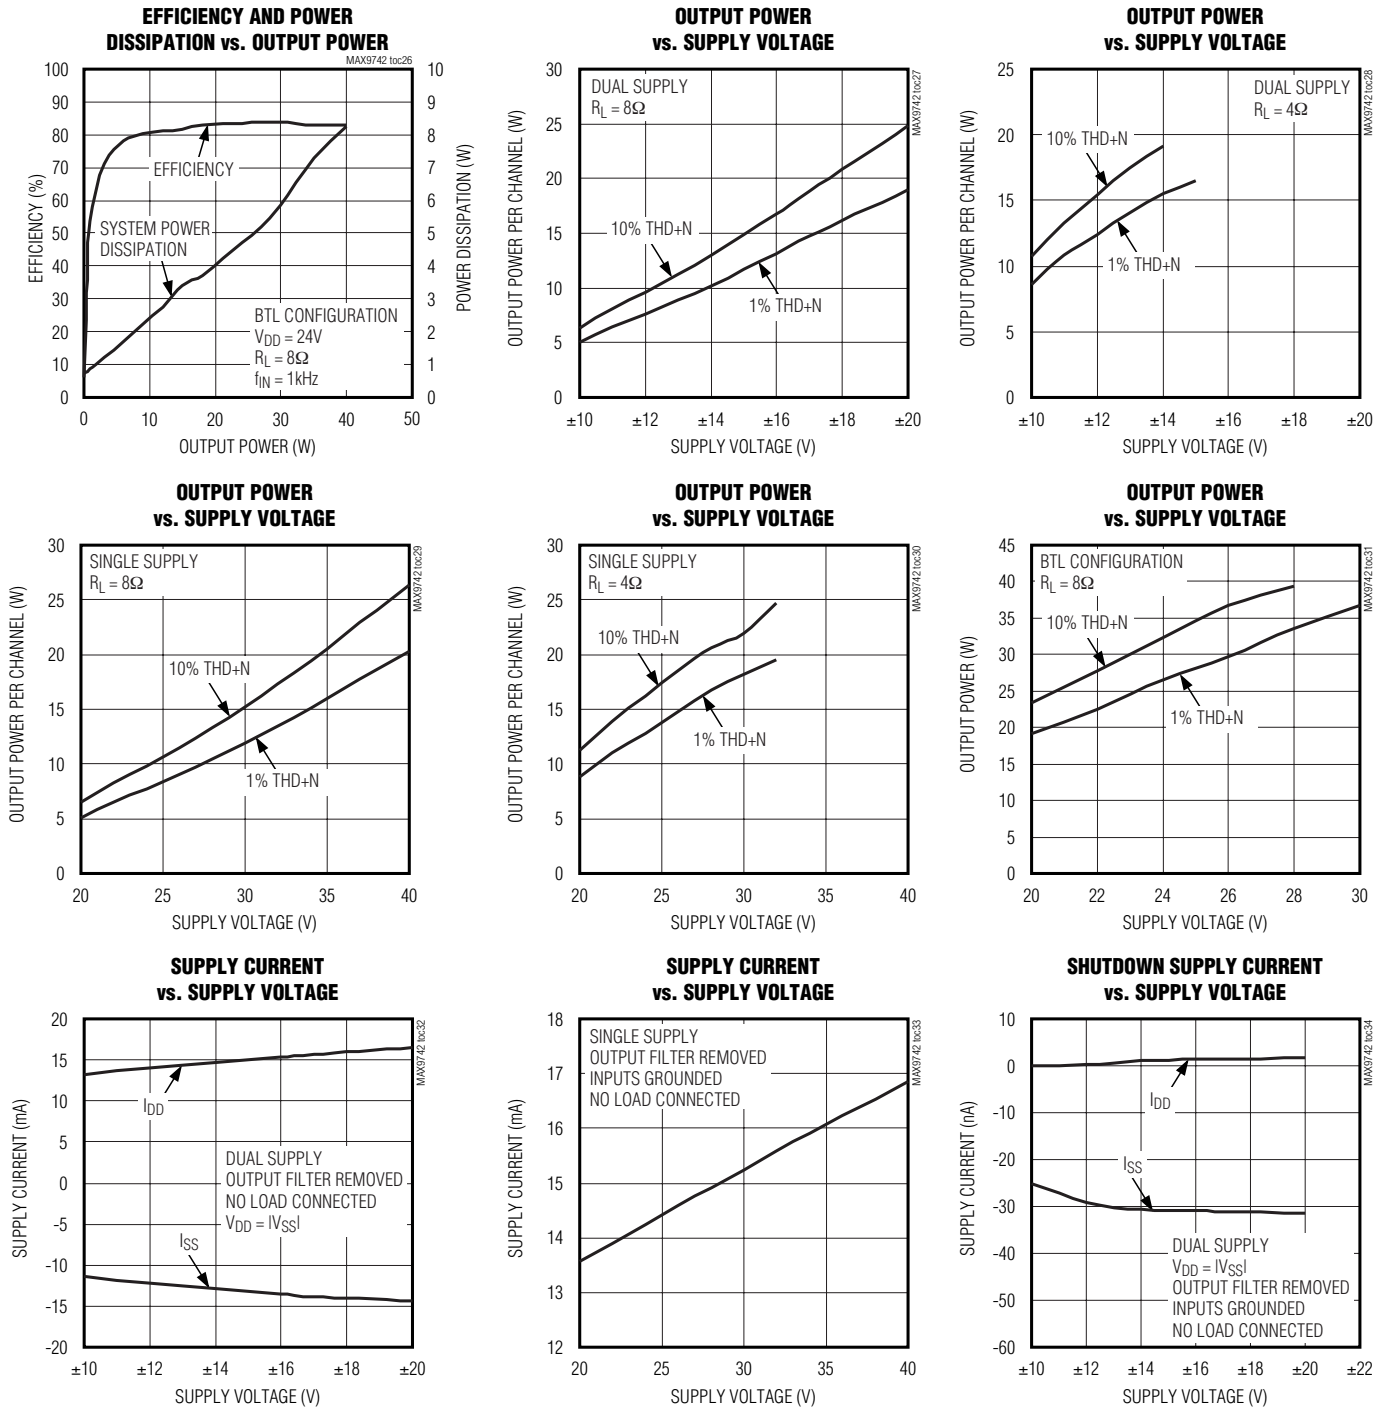 EFFICIENCY AND POWER
DISSIPATION vs. OUTPUT POWER
MAX9742 toc26
100
90
80
70
60
50
40
30
20
10
0
10
9
8
7
6
5
4
3
2
1
0
EFFICIENCY (%)
POWER DISSIPATION (W)
EFFICIENCY
SYSTEM POWER
DISSIPATION
BTL CONFIGURATION
VDD = 24V
RL = 8Ω
fIN = 1kHz
0 10 20 30 40 50
OUTPUT POWER (W)
OUTPUT POWER
vs. SUPPLY VOLTAGE
MAX9742 toc27
30
25
20
15
10
5
0
OUTPUT POWER PER CHANNEL (W)
DUAL SUPPLY
RL = 8Ω
10% THD+N
1% THD+N
±10 ±12 ±14 ±16 ±18 ±20
SUPPLY VOLTAGE (V)
OUTPUT POWER
vs. SUPPLY VOLTAGE
MAX9742 toc28
25
20
15
10
5
0
OUTPUT POWER PER CHANNEL (W)
DUAL SUPPLY
RL = 4Ω
10% THD+N
1% THD+N
±10 ±12 ±14 ±16 ±18 ±20
SUPPLY VOLTAGE (V)
OUTPUT POWER
vs. SUPPLY VOLTAGE
MAX9742 toc29
30
25
20
15
10
5
0
OUTPUT POWER PER CHANNEL (W)
SINGLE SUPPLY
RL = 8Ω
10% THD+N
1% THD+N
20 25 30 35 40
SUPPLY VOLTAGE (V)
OUTPUT POWER
vs. SUPPLY VOLTAGE
MAX9742 toc30
30
25
20
15
10
5
0
OUTPUT POWER PER CHANNEL (W)
SINGLE SUPPLY
RL = 4Ω
10% THD+N
1% THD+N
20 25 30 35 40
SUPPLY VOLTAGE (V)
OUTPUT POWER
vs. SUPPLY VOLTAGE
MAX9742 toc31
45
40
35
30
25
20
15
10
5
0
OUTPUT POWER (W)
BTL CONFIGURATION
RL = 8Ω
10% THD+N
1% THD+N
20 22 24 26 28 30
SUPPLY VOLTAGE (V)
SUPPLY CURRENT
vs. SUPPLY VOLTAGE
MAX9742 toc32
20
15
10
5
0
-5
-10
-15
-20
SUPPLY CURRENT (mA)
IDD
DUAL SUPPLY
OUTPUT FILTER REMOVED
NO LOAD CONNECTED
VDD = |VSS|
ISS
±10 ±12 ±14 ±16 ±18 ±20
SUPPLY VOLTAGE (V)
SUPPLY CURRENT
vs. SUPPLY VOLTAGE
MAX9742 toc33
18
17
16
15
14
13
12
SUPPLY CURRENT (mA)
SINGLE SUPPLY
OUTPUT FILTER REMOVED
INPUTS GROUNDED
NO LOAD CONNECTED
20 25 30 35 40
SUPPLY VOLTAGE (V)
SHUTDOWN SUPPLY CURRENT
vs. SUPPLY VOLTAGE
MAX9742 toc34
10
0
-10
-20
-30
-40
-50
-60
SUPPLY CURRENT (nA)
IDD
ISS
DUAL SUPPLY
VDD = |VSS|
OUTPUT FILTER REMOVED
INPUTS GROUNDED
NO LOAD CONNECTED
±10 ±12 ±14 ±16 ±18 ±20 ±22
SUPPLY VOLTAGE (V)